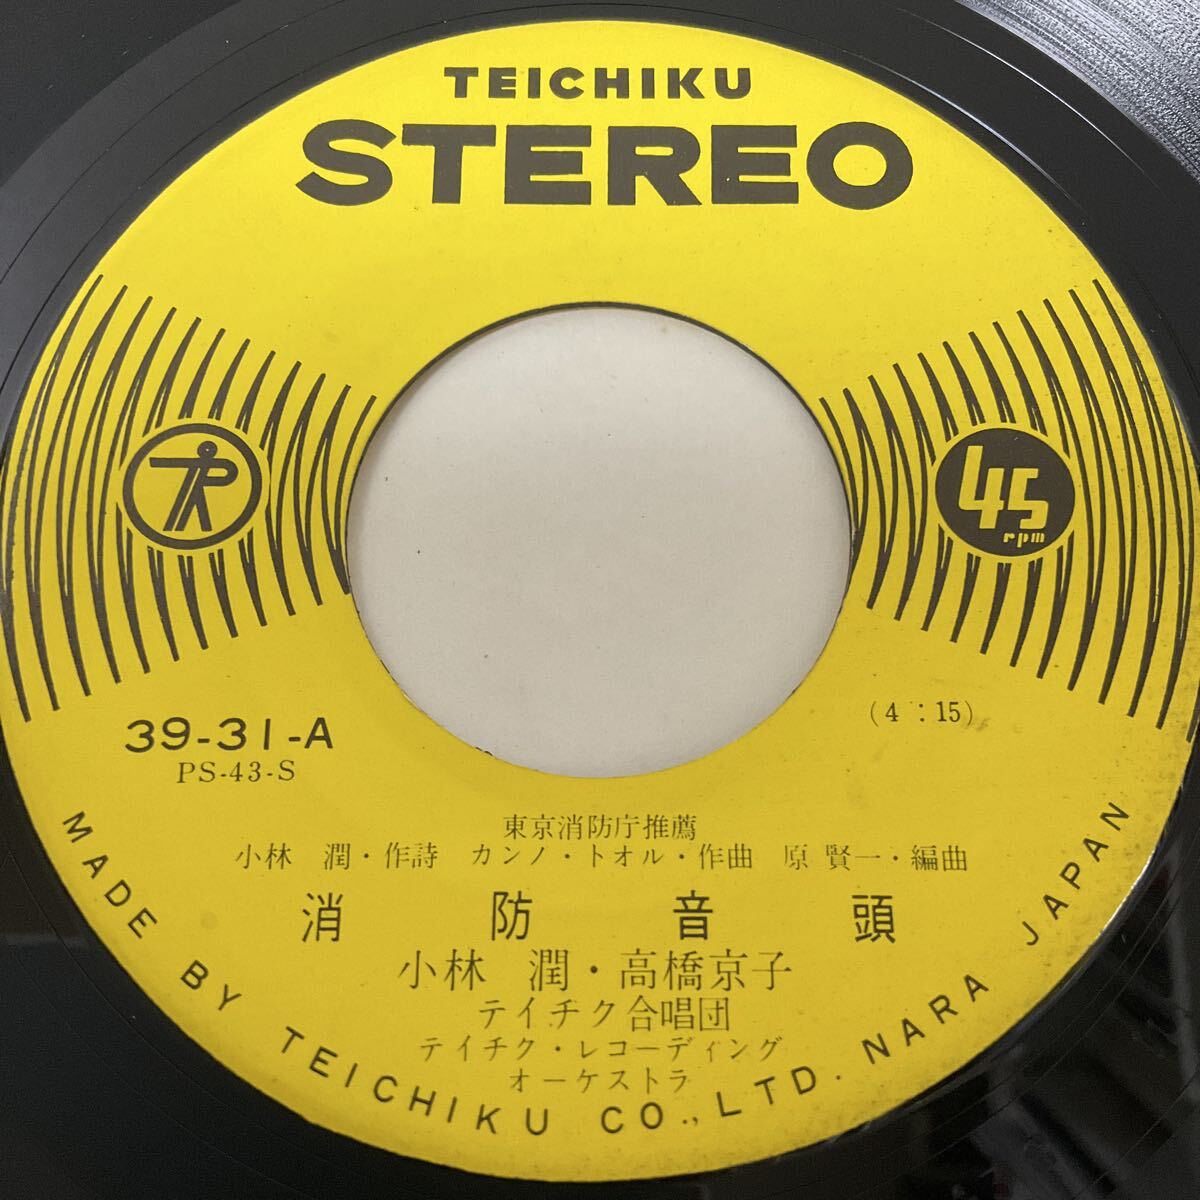 TEICHIKU
STEREO
45
rpm
39-31-A
PS-43-S
(4:15)
東京消防庁推薦
小林 潤・作詩 カンノ・トオル・作曲 原 賢一・編曲
消防音頭
小林 潤・高橋京子
テイチク合唱団
テイチク・レコーディング
オーケストラ
MADE BY TEICHIKU CO., LTD. NARA JAPAN